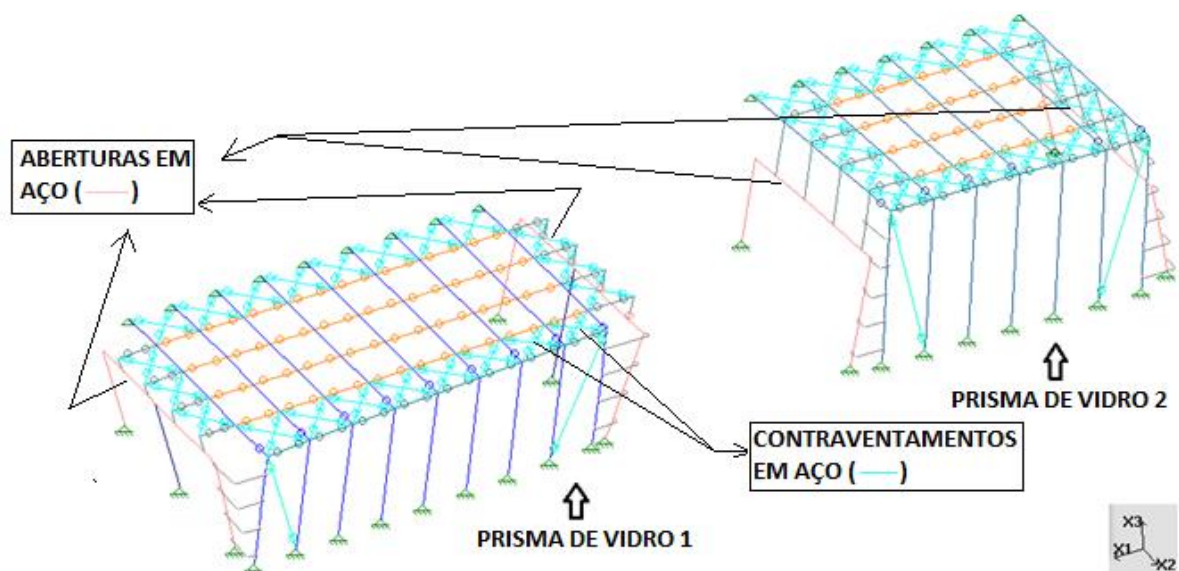 ABERTURAS EM
AÇO ( )
PRISMA DE VIDRO 2
CONTRAVENTAMENTOS
EM AÇO ( )
PRISMA DE VIDRO 1
X3
X1
X2